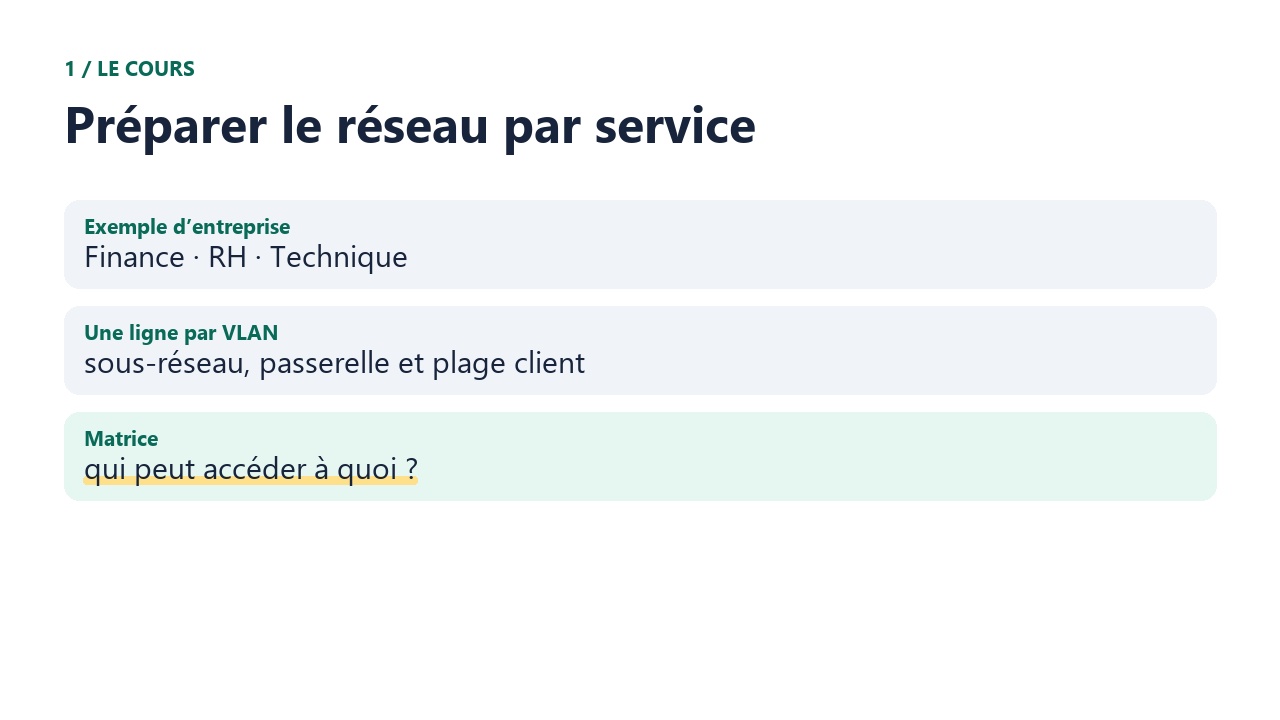 1 / LE COURS
Préparer le réseau par service
Exemple d’entreprise
Finance · RH · Technique
Une ligne par VLAN
sous-réseau, passerelle et plage client
Matrice
qui peut accéder à quoi ?